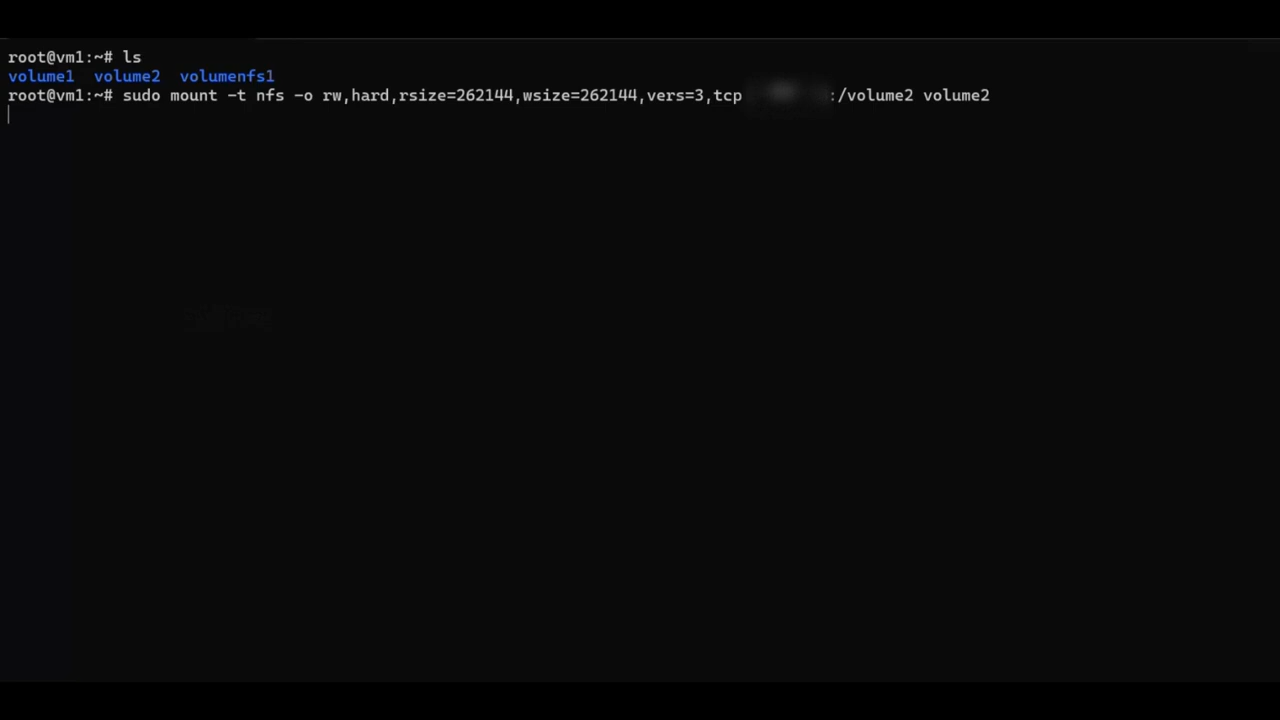 root@vm1:~# ls
volume1 volume2 volumenfs1
root@vm1:~# sudo mount -t nfs -o rw,hard,rsize=262144,wsize=262144,vers=3,tcp :/volume2 volume2